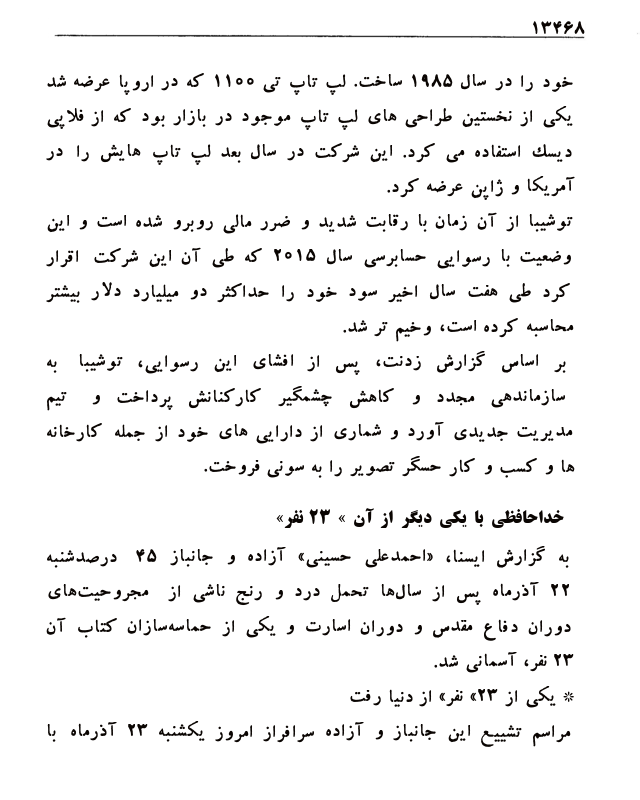 ۱۳۴۶۸
خود را در سال ۱۹۸۵ ساخت. لپ تاپ تی ۱۱۰۰ که در اروپا عرضه شد
یکی از نخستین طراحی های لپ تاپ موجود در بازار بود که از فلاپی
دیسك استفاده می کرد. این شرکت در سال بعد لپ تاپ هایش را در
آمریکا و ژاپن عرضه کرد.
توشیبا از آن زمان با رقابت شدید و ضرر مالی روبرو شده است و این
وضعیت با رسوایی حسابرسی سال ۲۰۱۵ که طی آن این شرکت اقرار
کرد طی هفت سال اخیر سود خود را حداکثر دو میلیارد دلار بیشتر
محاسبه کرده است، وخیم تر شد.
بر اساس گزارش زدنت، پس از افشای این رسوایی، توشیبا به
سازماندهی مجدد و کاهش چشمگیر کارکنانش پرداخت و تیم
مدیریت جدیدی آورد و شماری از دارایی های خود از جمله کارخانه
ها و کسب و کار حسگر تصویر را به سونی فروخت.
خداحافظی با یکی دیگر از آن » ۲۳ نفر»
به گزارش ایسنا، «احمدعلی حسینی» آزاده و جانباز ۴۵ درصدشنبه
۲۲ آذرماه پس از سال‌ها تحمل درد و رنج ناشی از مجروحیت‌های
دوران دفاع مقدس و دوران اسارت و یکی از حماسه‌سازان کتاب آن
۲۳ نفر، آسمانی شد.
* یکی از ۲۳» نفر» از دنیا رفت
مراسم تشییع این جانباز و آزاده سرافراز امروز یکشنبه ۲۳ آذرماه با